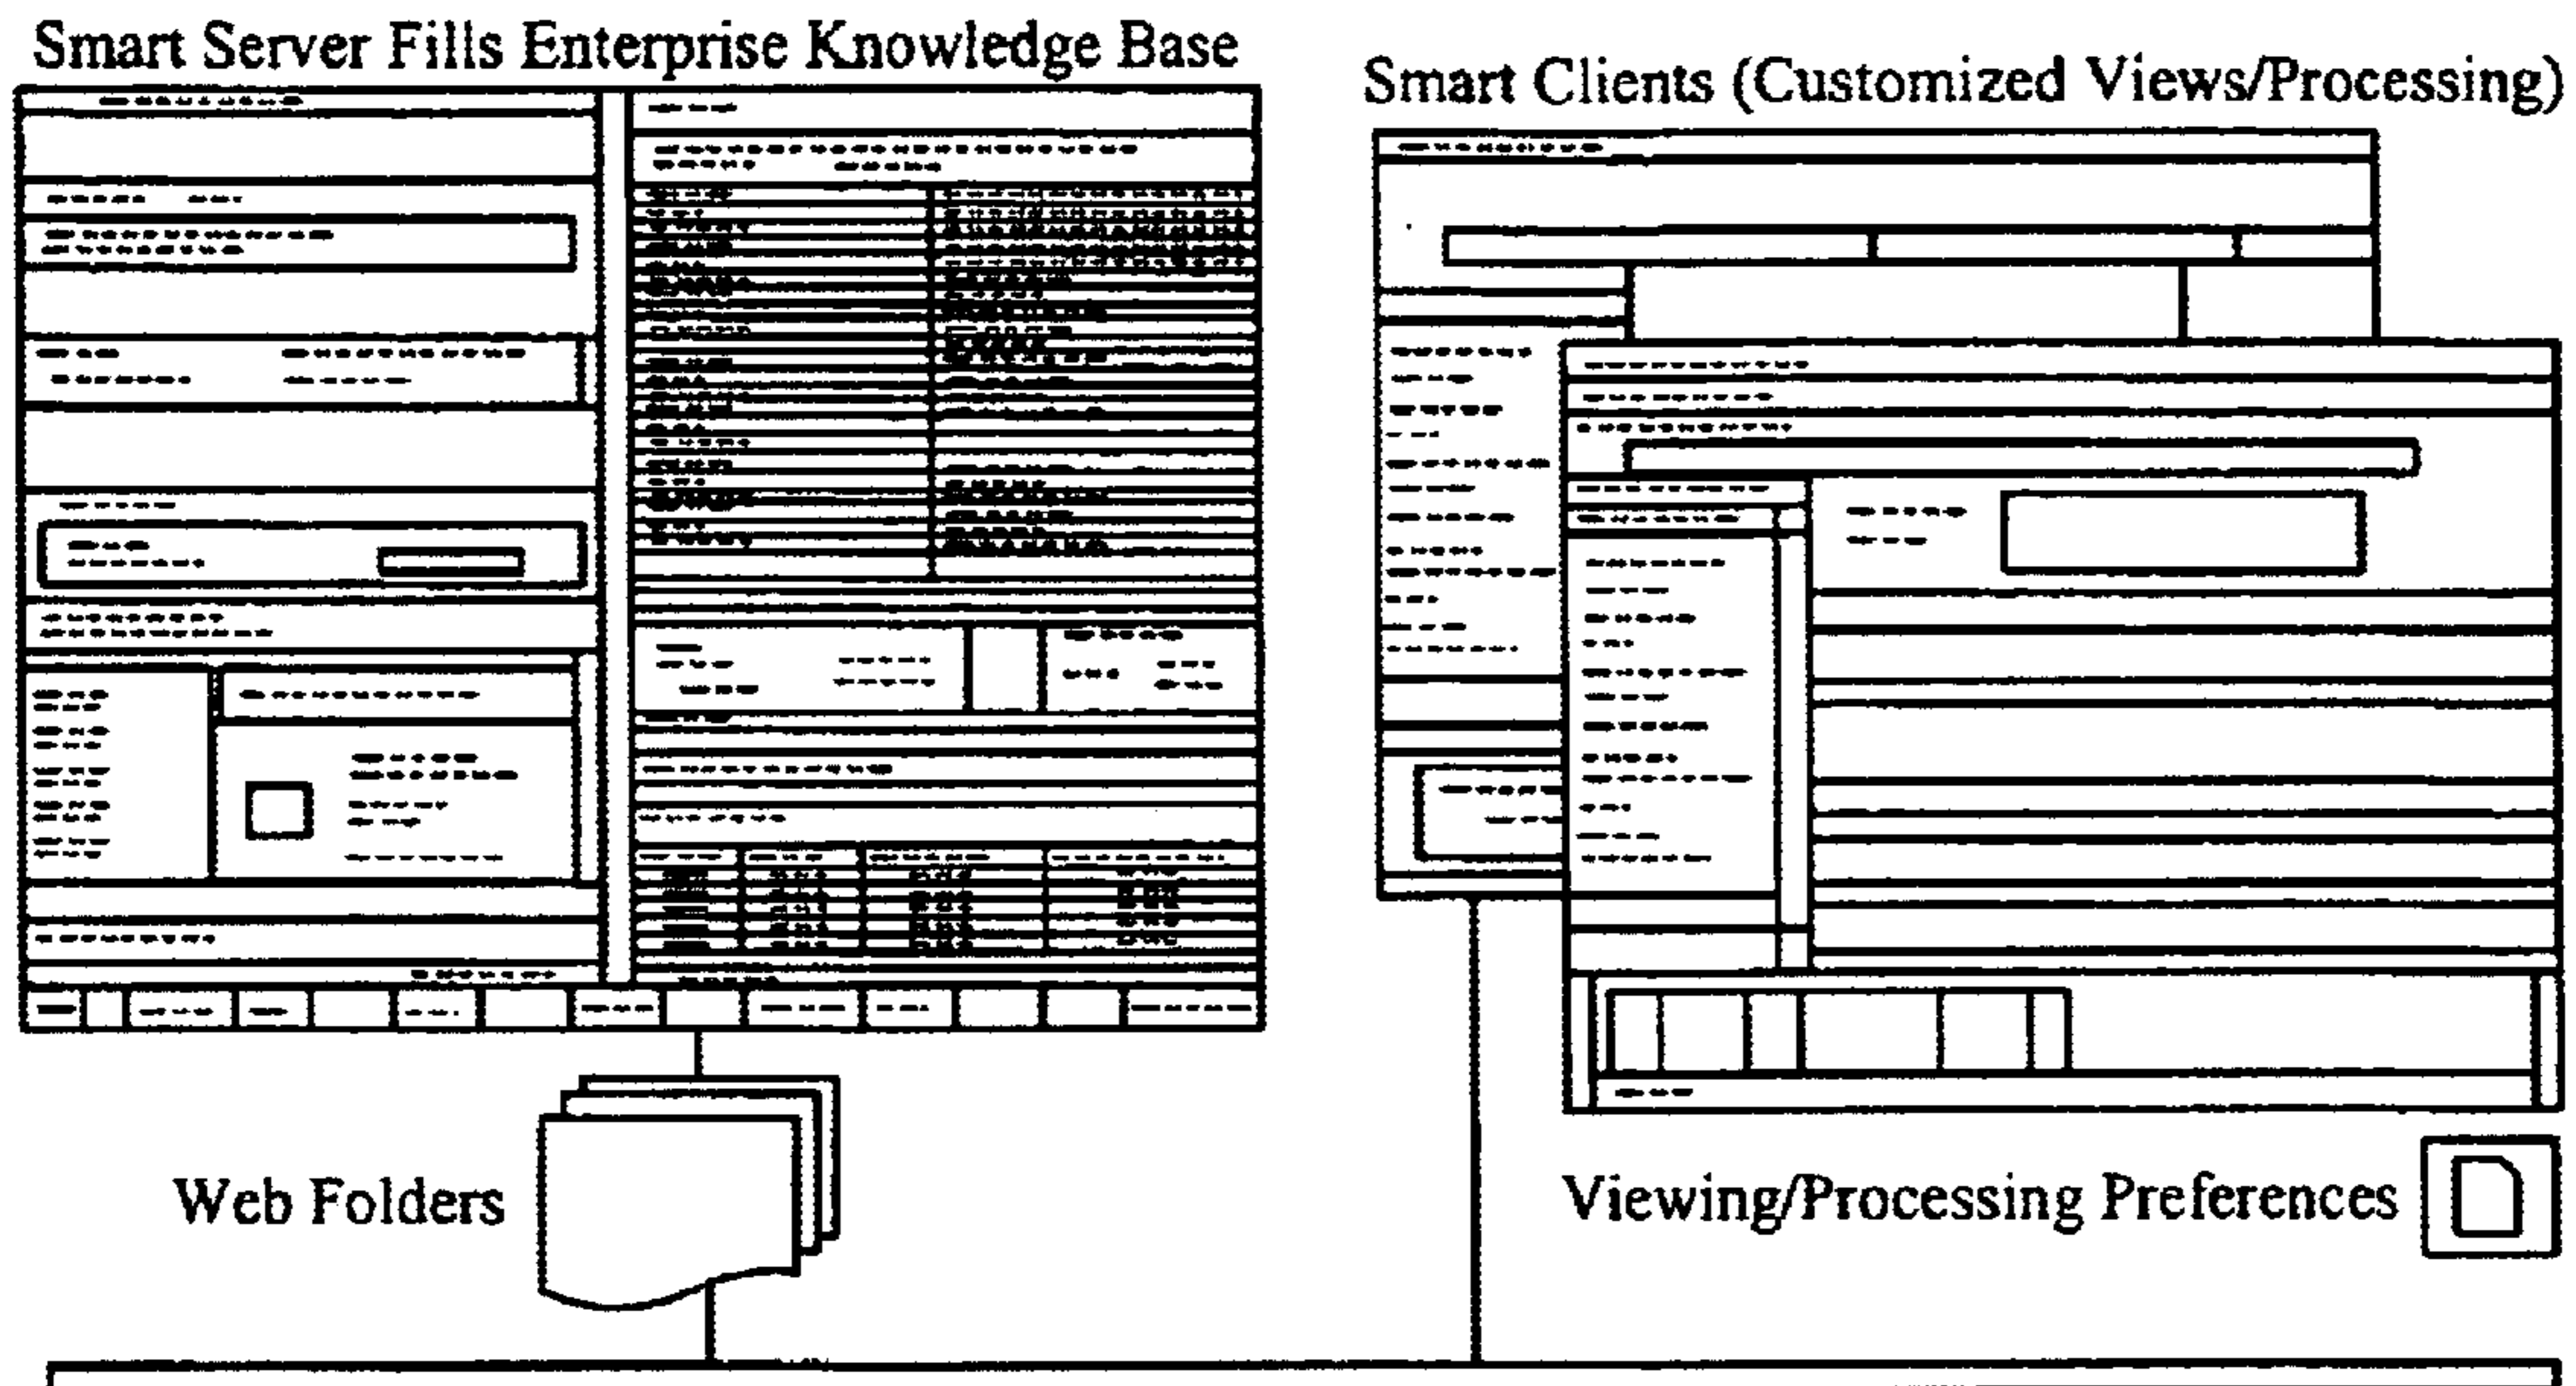 Smart Server Fills Enterprise Knowledge Base
Smart Clients (Customized Views/Processing)
Web Folders
Viewing/Processing Preferences